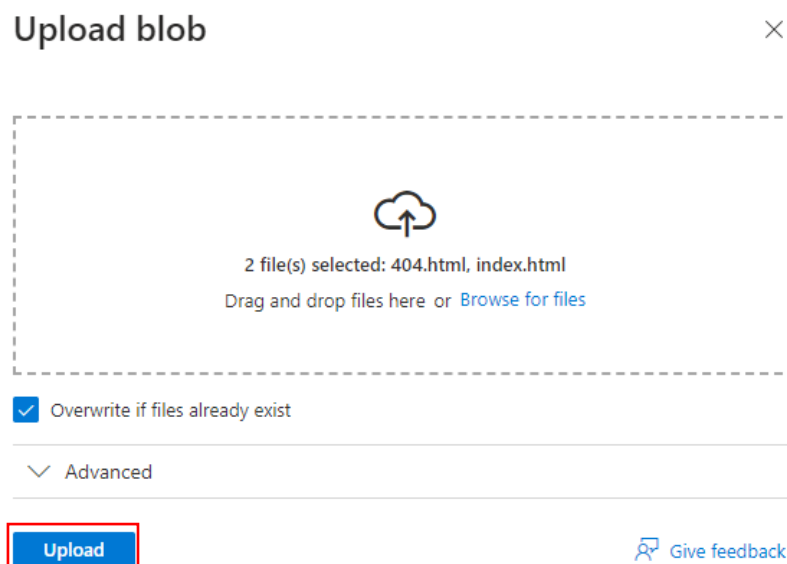 Upload blob
2 file(s) selected: 404.html, index.html
Drag and drop files here or Browse for files
Overwrite if files already exist
Advanced
Upload
Give feedback